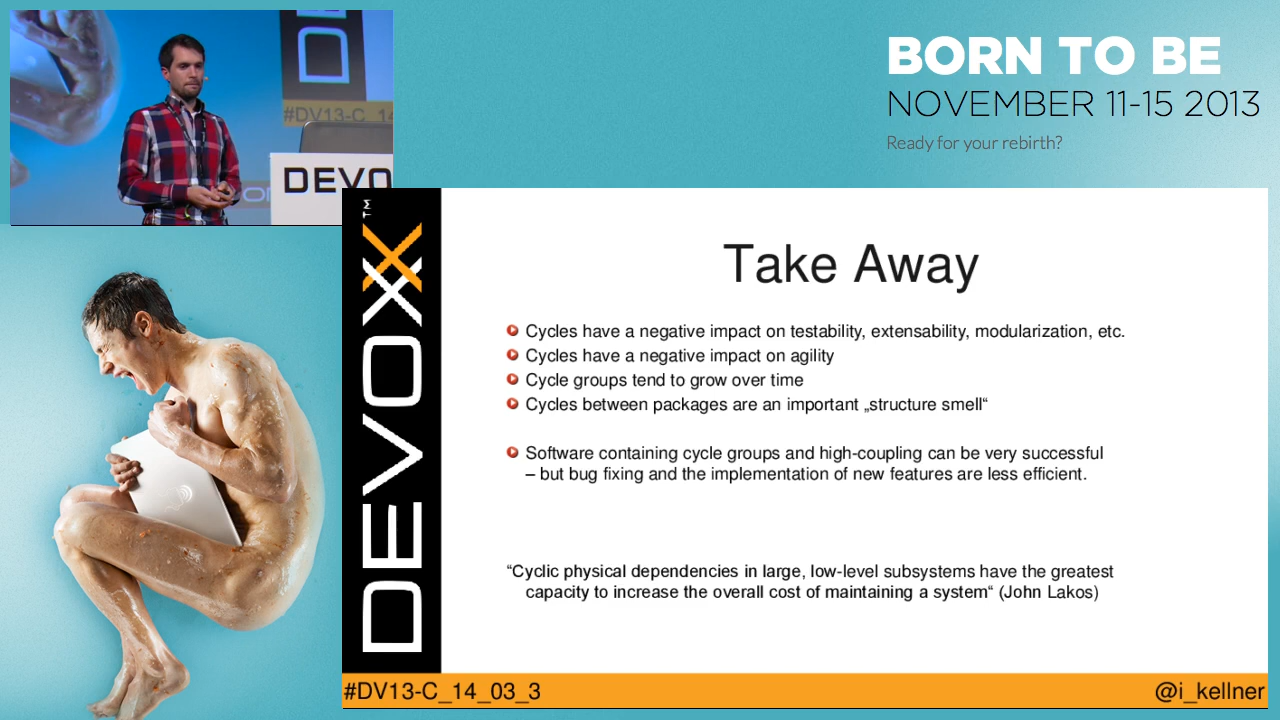 #DV13-C_14
DEVO
BORN TO BE
NOVEMBER 11-15 2013
Ready for your rebirth?
DEVOXX™
Take Away
Cycles have a negative impact on testability, extensability, modularization, etc.
Cycles have a negative impact on agility
Cycle groups tend to grow over time
Cycles between packages are an important „structure smell“
Software containing cycle groups and high-coupling can be very successful
– but bug fixing and the implementation of new features are less efficient.
“Cyclic physical dependencies in large, low-level subsystems have the greatest
capacity to increase the overall cost of maintaining a system“ (John Lakos)
#DV13-C_14_03_3
@i_kellner